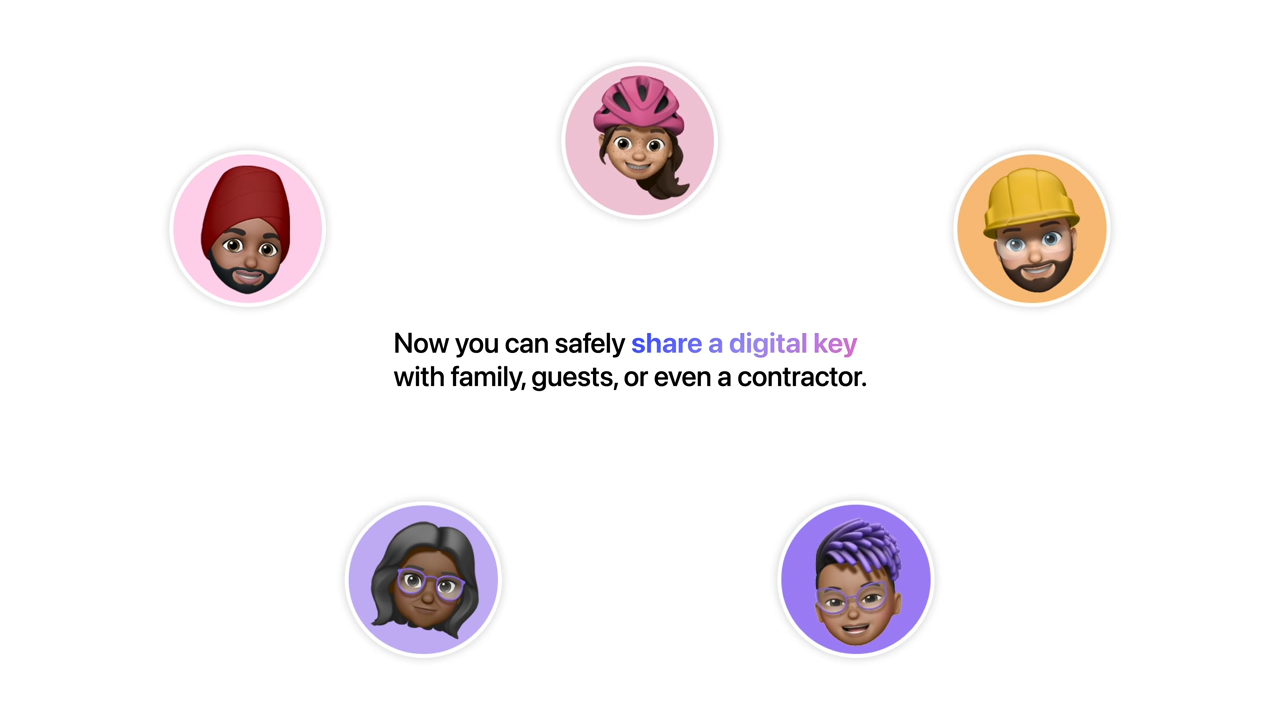 Now you can safely share a digital key
with family, guests, or even a contractor.